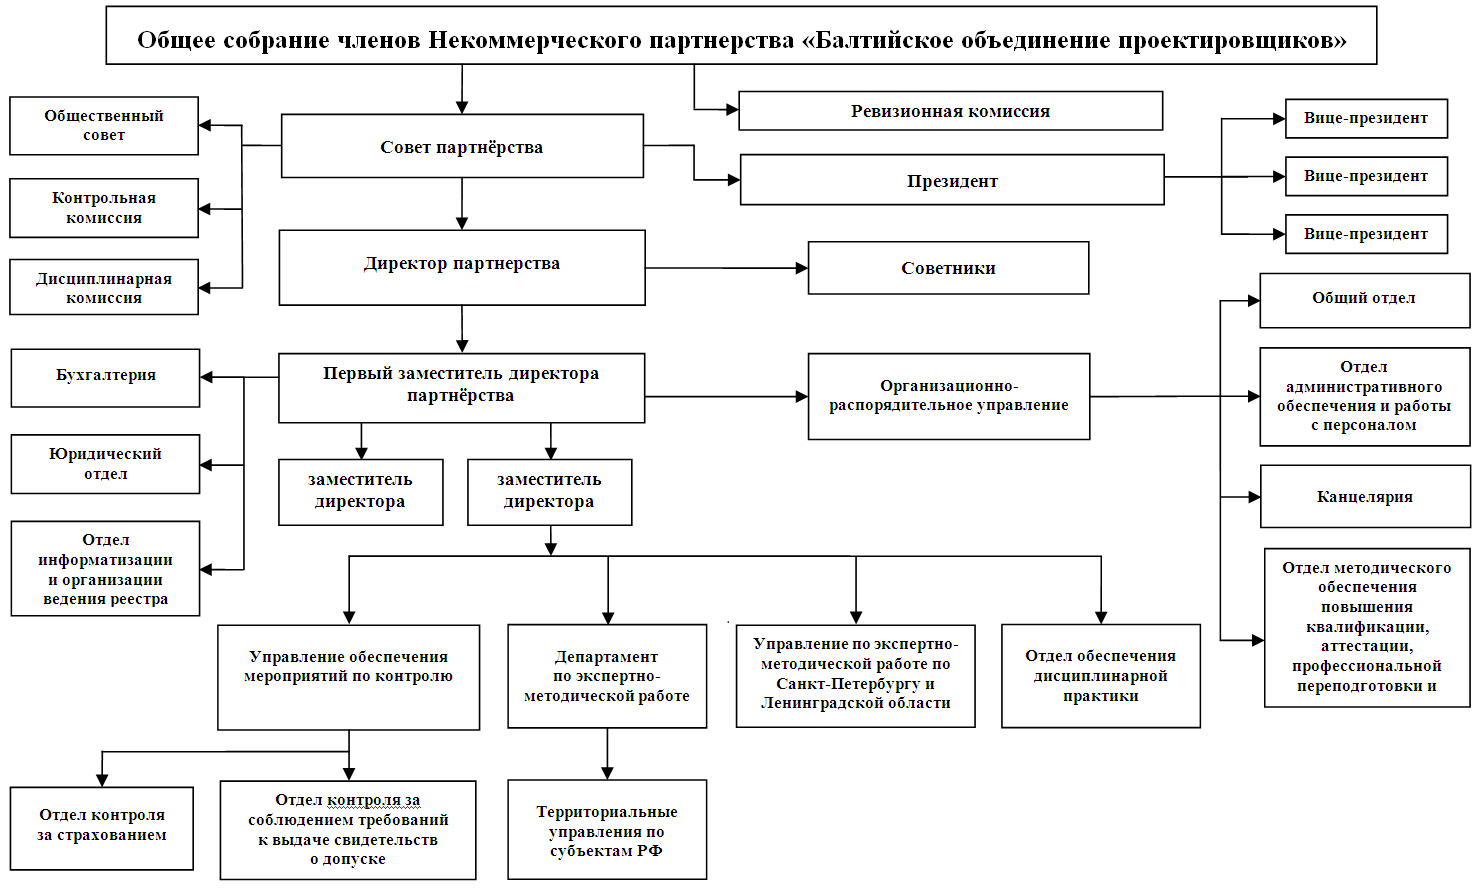 Общее собрание членов Некоммерческого партнерства «Балтийское объединение проектировщиков»
Общественный
совет
Контрольная
комиссия
Дисциплинарная
комиссия
Совет партнёрства
Ревизионная комиссия
Президент
Вице-президент
Вице-президент
Вице-президент
Директор партнерства
Советники
Первый заместитель директора
партнёрства
Организационно-
распорядительное управление
Общий отдел
Отдел
административного
обеспечения и работы
с персоналом
Канцелярия
Отдел методического
обеспечения
повышения
квалификации,
аттестации,
профессиональной
переподготовки и
Бухгалтерия
Юридический
отдел
Отдел
информатизации
и организации
ведения реестра
заместитель
директора
заместитель
директора
Управление обеспечения
мероприятий по контролю
Департамент
по экспертно-
методической работе
Управление по экспертно-
методической работе по
Санкт-Петербургу и
Ленинградской области
Отдел обеспечения
дисциплинарной
практики
Отдел контроля
за страхованием
Отдел контроля за
соблюдением требований
к выдаче свидетельств
о допуске
Территориальные
управления по
субъектам РФ